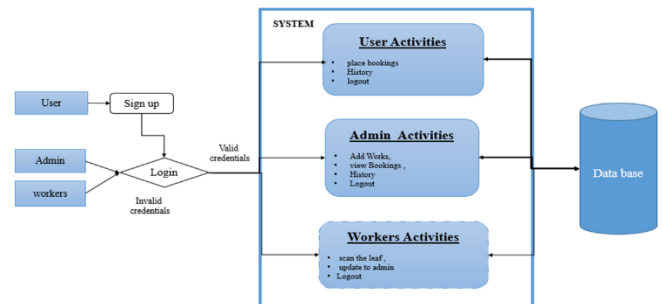 SYSTEM
User Activities
• place bookings
• History
• logout
User
Sign up
Admin Activities
• Add Works,
• view Bookings ,
• History
• Logout
Valid
credentials
Admin
Login
workers
Invalid
credentials
Data base
Workers Activities
• scan the leaf ,
• update to admin
• Logout